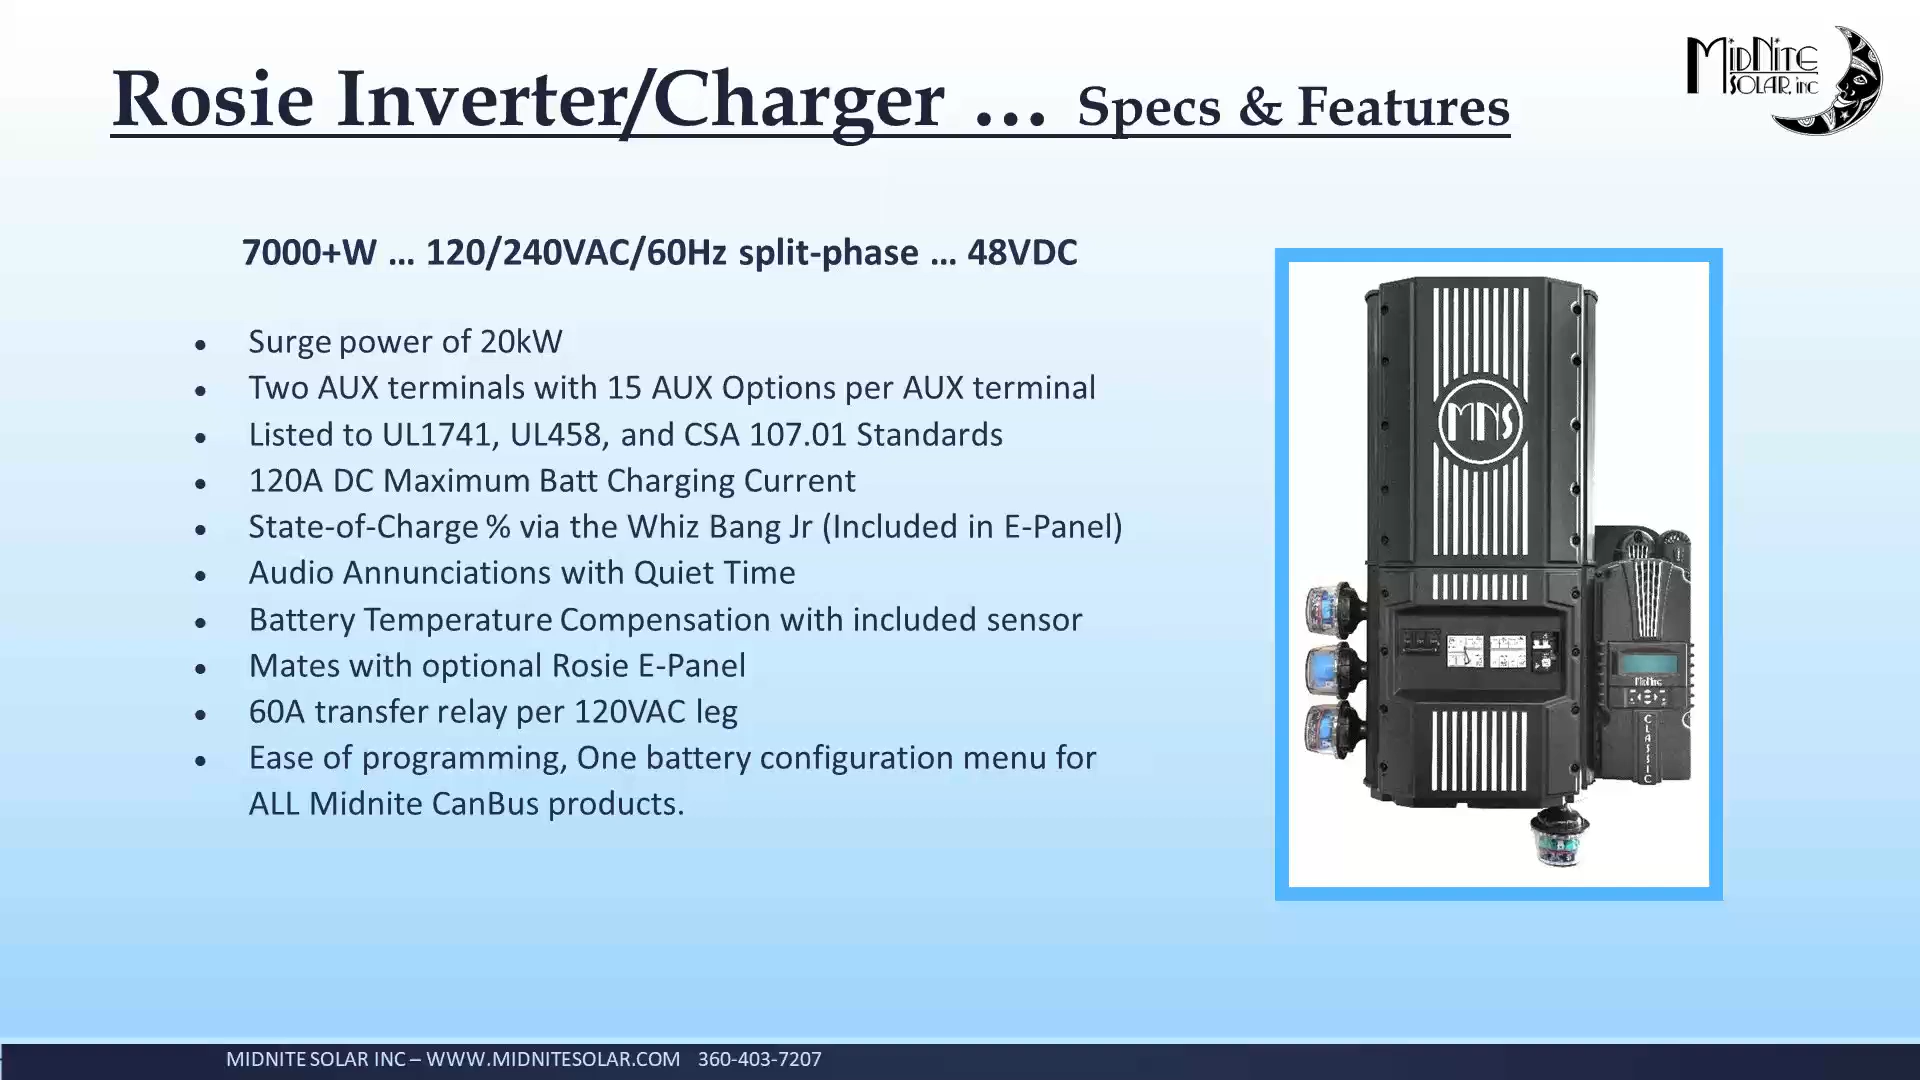 MIDNITE
SOLAR, INC
Rosie Inverter/Charger … Specs & Features
7000+W … 120/240VAC/60Hz split-phase … 48VDC
• Surge power of 20kW
• Two AUX terminals with 15 AUX Options per AUX terminal
• Listed to UL1741, UL458, and CSA 107.01 Standards
• 120A DC Maximum Batt Charging Current
• State-of-Charge % via the Whiz Bang Jr (Included in E-Panel)
• Audio Annunciations with Quiet Time
• Battery Temperature Compensation with included sensor
• Mates with optional Rosie E-Panel
• 60A transfer relay per 120VAC leg
• Ease of programming, One battery configuration menu for
ALL Midnite CanBus products.
MNS
MIDNITE
CLASSIC
MIDNITE SOLAR INC – WWW.MIDNITESOLAR.COM 360-403-7207